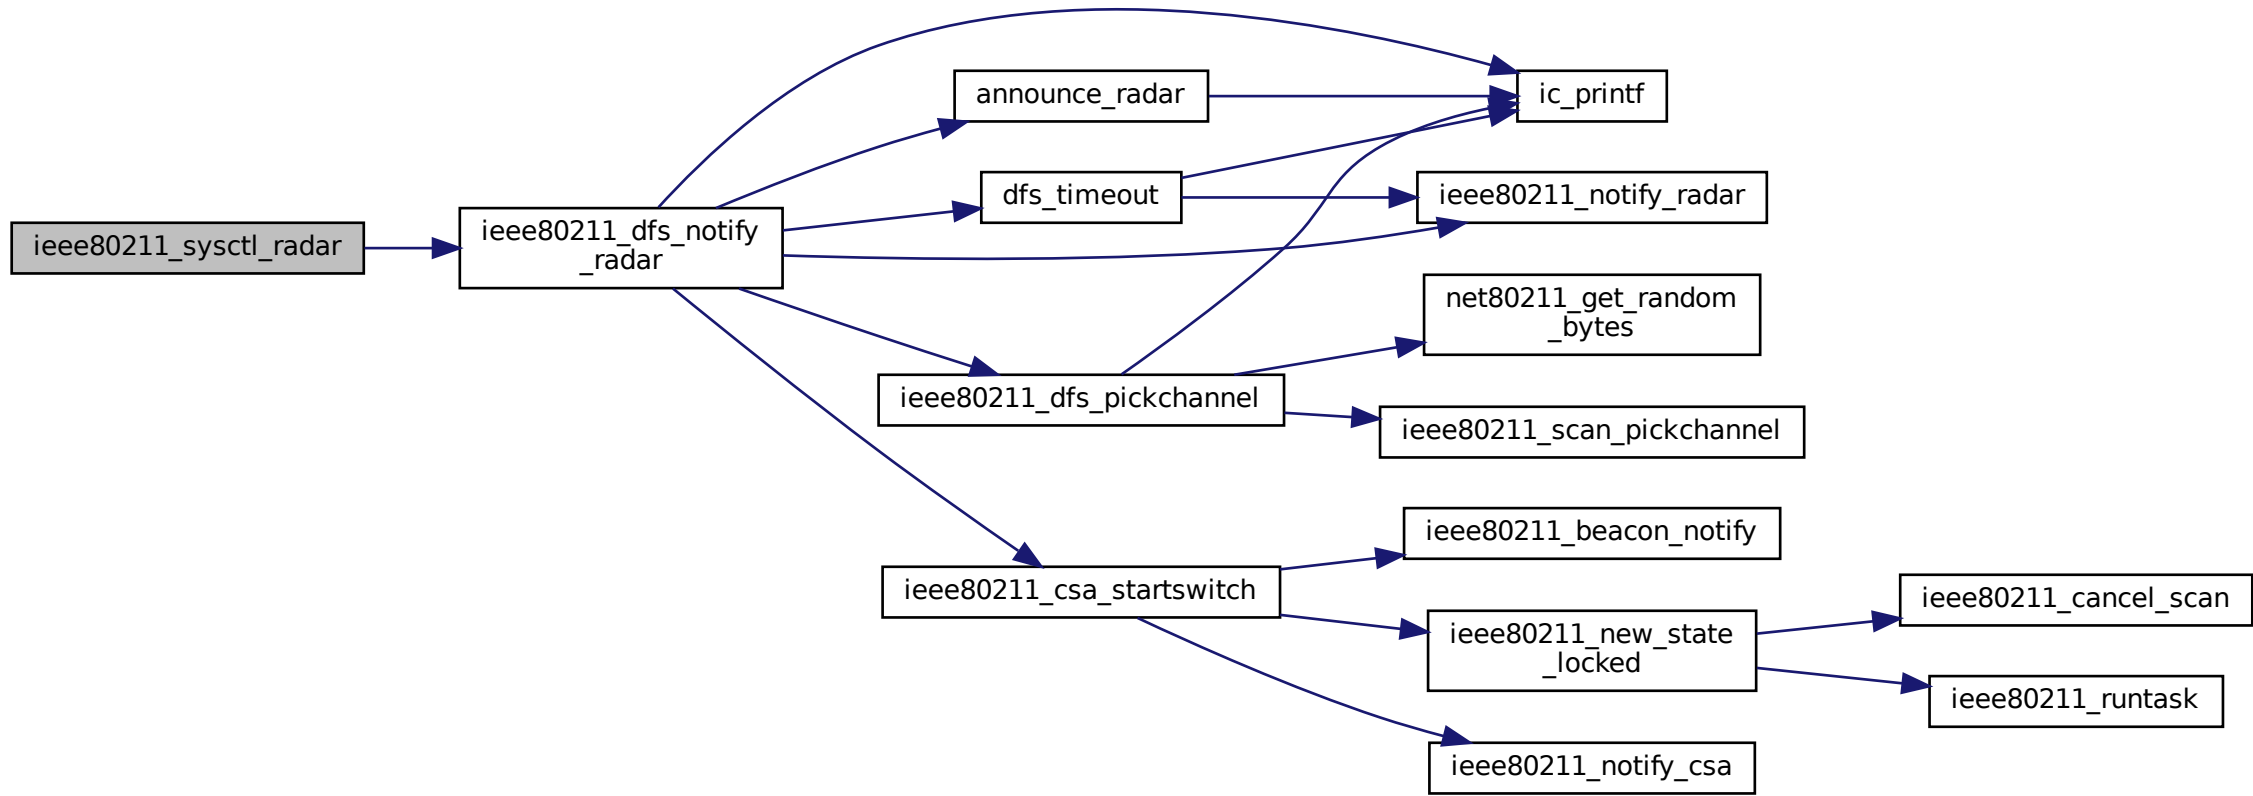 ieee80211_sysctl_radar
ieee80211_dfs_notify
_radar
announce_radar
ic_printf
dfs_timeout
ieee80211_notify_radar
ieee80211_dfs_pickchannel
net80211_get_random
_bytes
ieee80211_scan_pickchannel
ieee80211_csa_startswitch
ieee80211_beacon_notify
ieee80211_new_state
_locked
ieee80211_cancel_scan
ieee80211_runtask
ieee80211_notify_csa